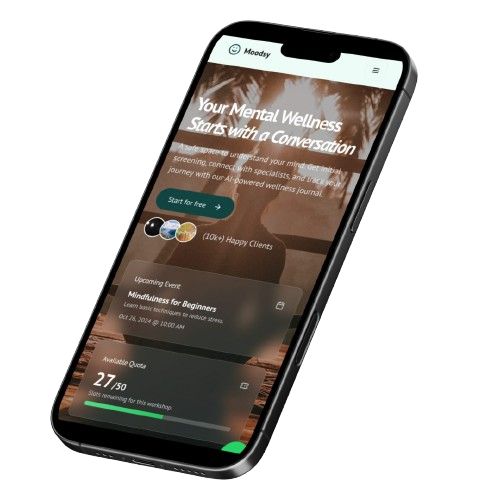 Moodsy
Your Mental Wellness
Starts with a Conversation
A safe space to understand your mind. Get initial
screening, connect with specialists, and track your
journey with our AI-powered wellness journal.
Start for free →
(10k+) Happy Clients
Upcoming Event
Mindfulness for Beginners
Learn basic techniques to reduce stress.
Oct 26, 2024 @ 10:00 AM
Available Quota
27/50
Slots remaining for this workshop.